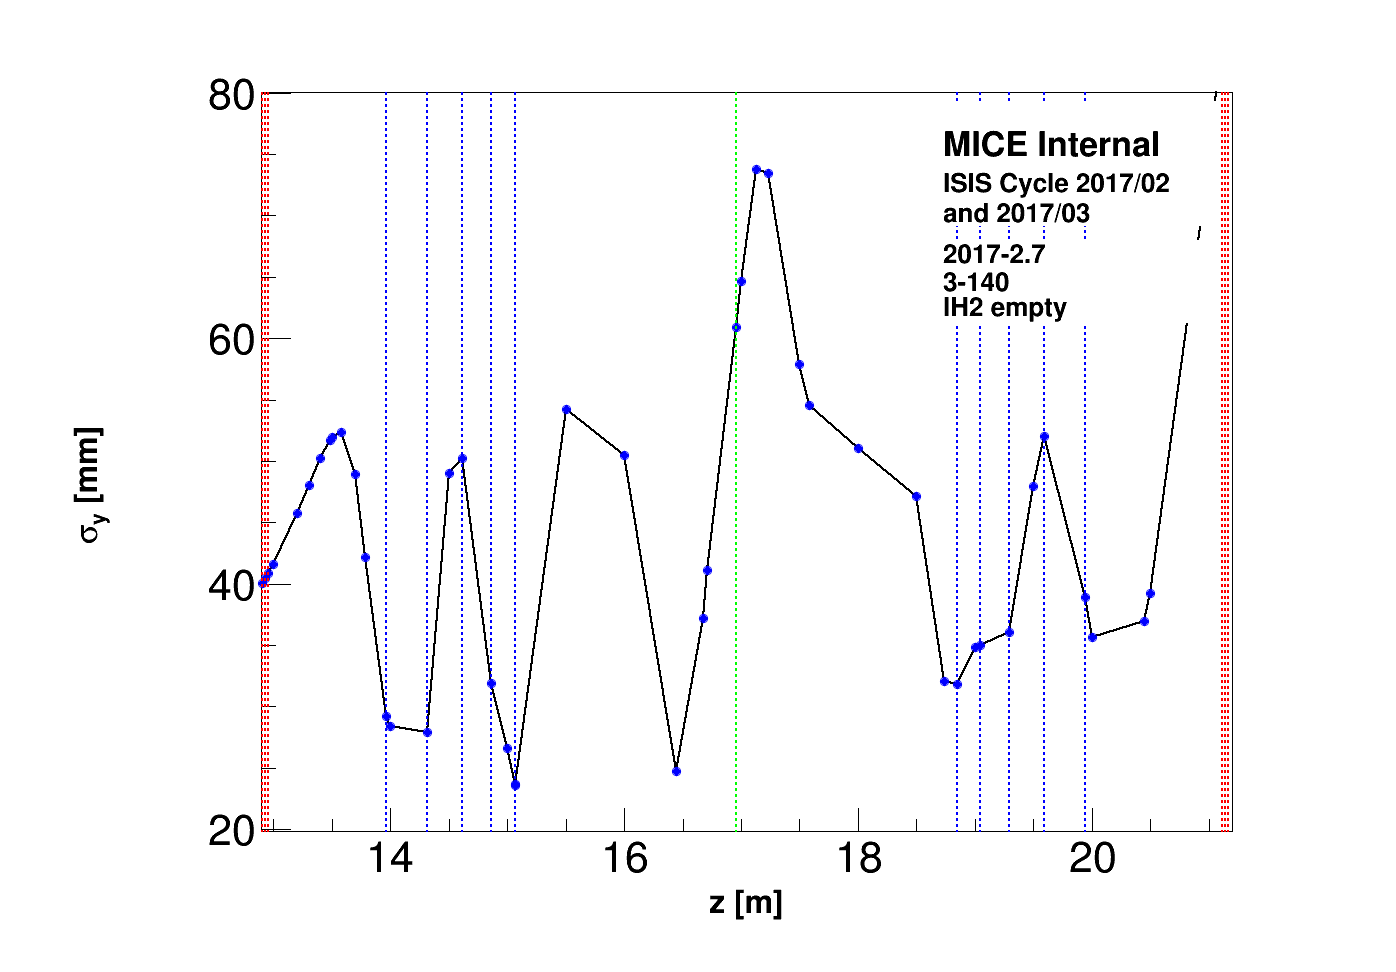 80
60
40
20
σy [mm]
14 16 18 20
z [m]
MICE Internal
ISIS Cycle 2017/02
and 2017/03
2017-2.7
3-140
lH2 empty